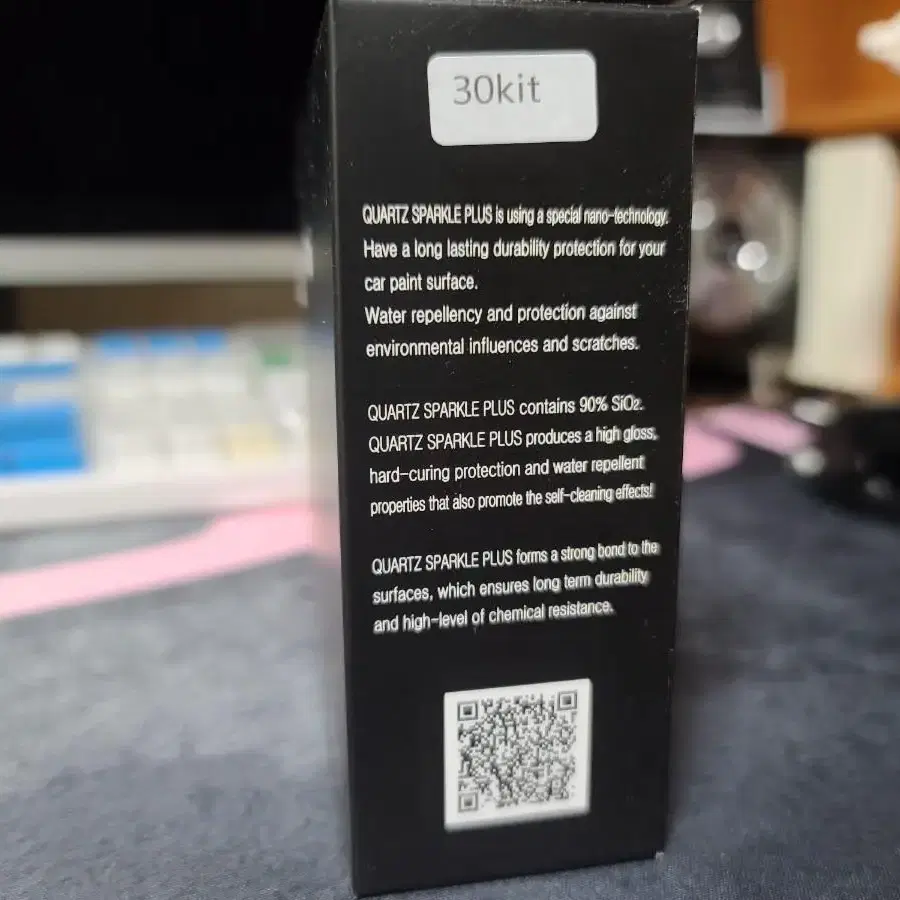 30kit
QUARTZ SPARKLE PLUS is using a special nano-technology.
Have a long lasting durability protection for your
car paint surface.
Water repellency and protection against
environmental influences and scratches.
QUARTZ SPARKLE PLUS contains 90% SiO₂.
QUARTZ SPARKLE PLUS produces a high gloss,
hard-curing protection and water repellent
properties that also promote the self-cleaning effects!
QUARTZ SPARKLE PLUS forms a strong bond to the
surfaces, which ensures long term durability
and high-level of chemical resistance.